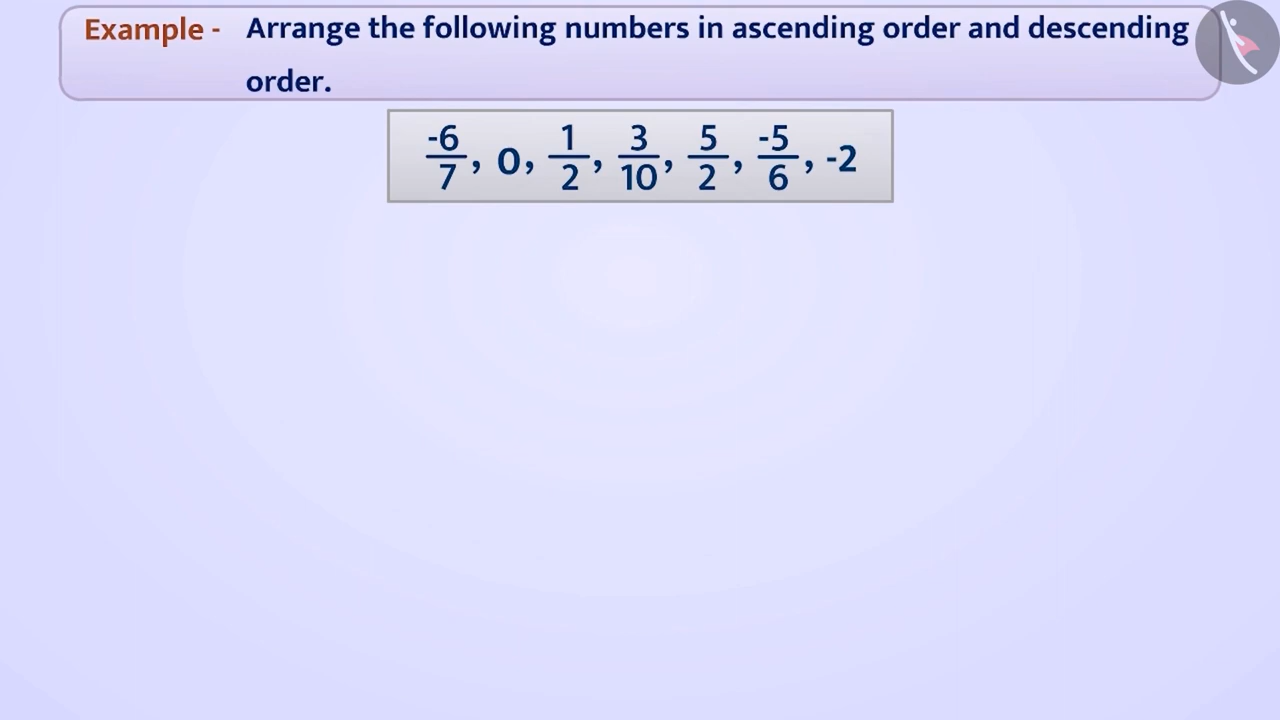 Example - Arrange the following numbers in ascending order and descending
order.
-6/7, 0, 1/2, 3/10, 5/2, -5/6, -2